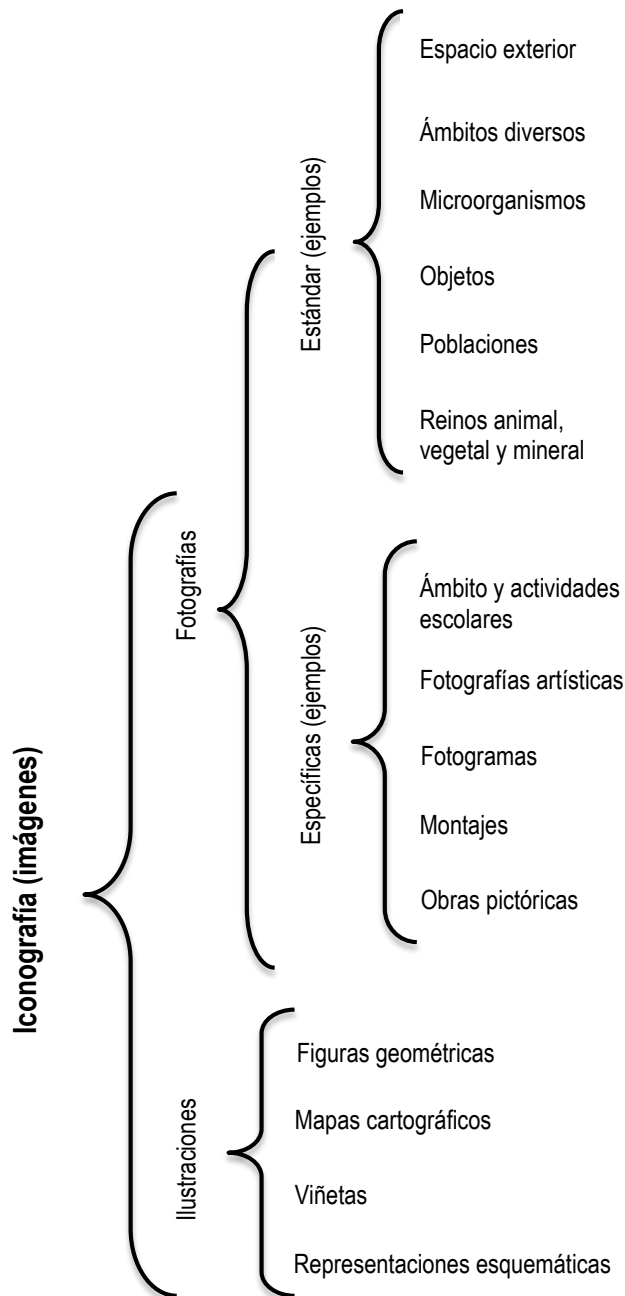 Iconografía (imágenes)
Fotografías
Estándar (ejemplos)
Espacio exterior
Ámbitos diversos
Microorganismos
Objetos
Poblaciones
Reinos animal,
vegetal y mineral
Específicas (ejemplos)
Ámbito y actividades
escolares
Fotografías artísticas
Fotogramas
Montajes
Obras pictóricas
Ilustraciones
Figuras geométricas
Mapas cartográficos
Viñetas
Representaciones esquemáticas